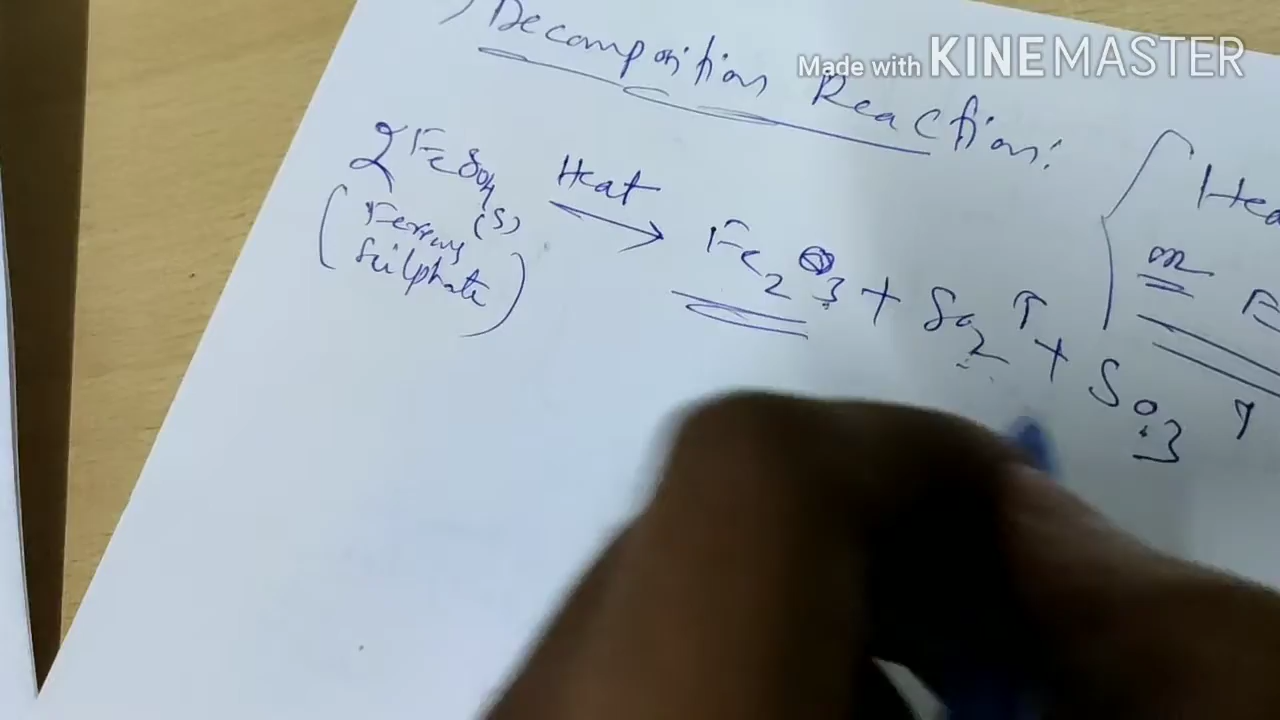 Decomposition Reaction:
Made with KINEMASTER
2FeSO4(s) Heat → Fe2O3 + SO2↑ + SO3↑
(Ferrous
Sulphate)